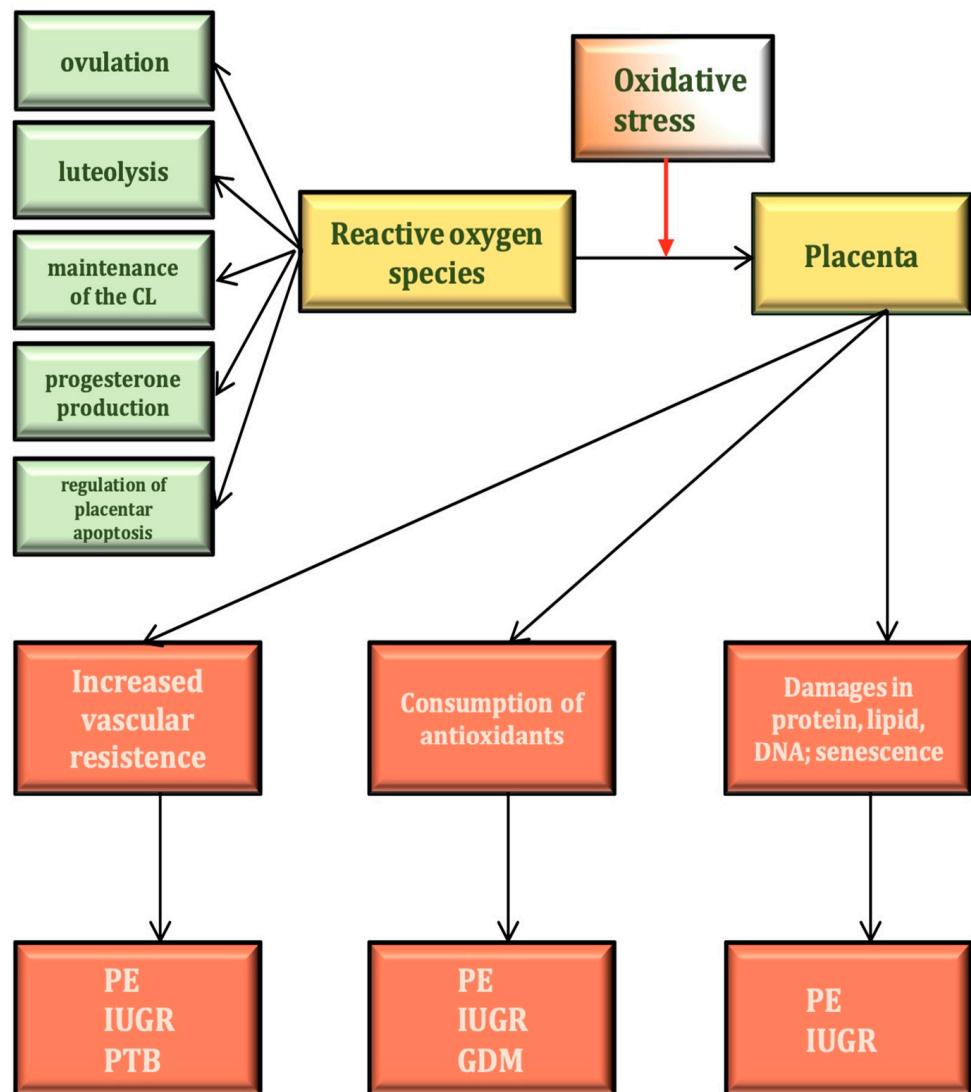 ovulation
luteolysis
maintenance
of the CL
progesterone
production
regulation of
placentar
apoptosis
Oxidative
stress
Reactive oxygen
species
Placenta
Increased
vascular
resistence
Consumption of
antioxidants
Damages in
protein, lipid,
DNA; senescence
PE
IUGR
PTB
PE
IUGR
GDM
PE
IUGR